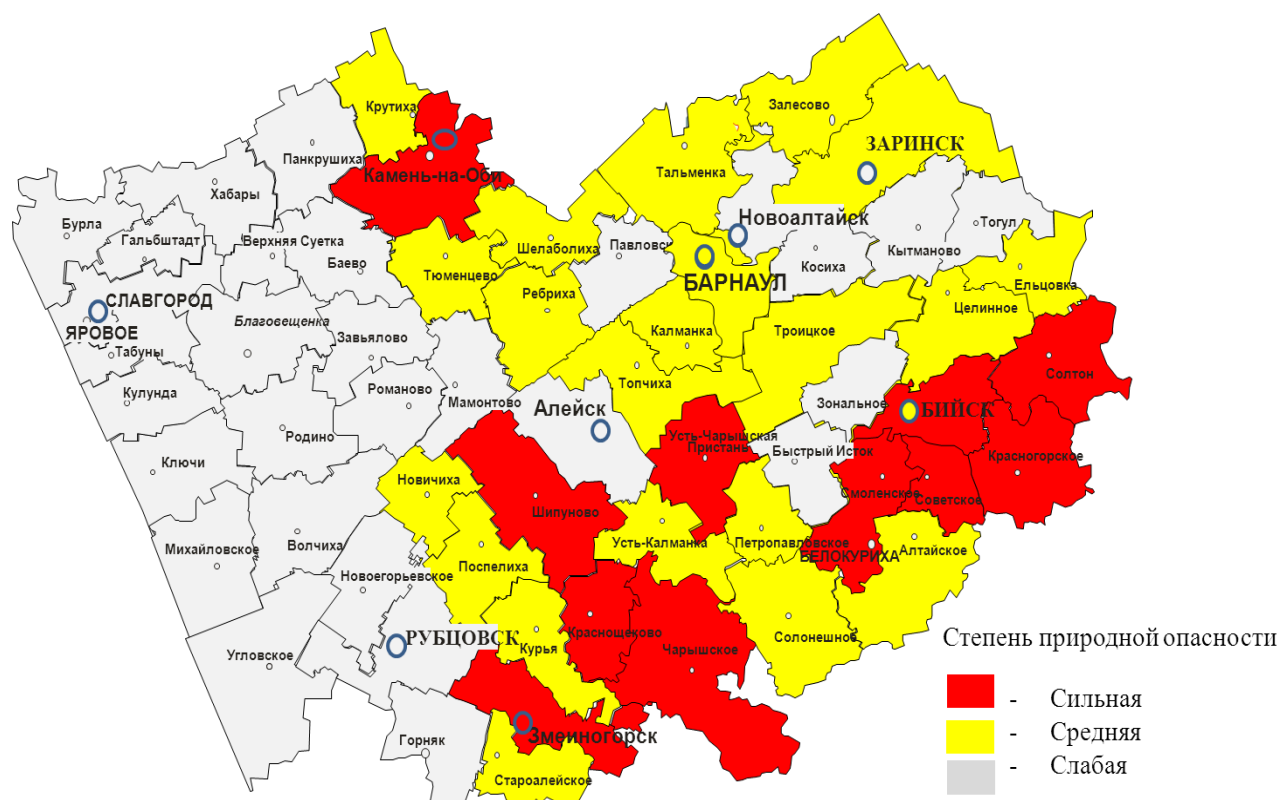 Крутиха
Залесово
ЗАРИНСК
Панкрушиха
Камень-на-Оби
Тальменка
Хабары
Бурла
Гальбштадт
Верхняя Суетка
Баево
Шелаболиха
Павловск
Новоалтайск
Тогул
Кытманово
Косиха
Тюменцево
БАРНАУЛ
Ельцовка
СЛАВГОРОД
Ребриха
Целинное
ЯРОВОЕ
Благовещенка
Завьялово
Калманка
Троицкое
Табуны
Солтон
Кулунда
Романово
Мамонтово
Топчиха
Алейск
Зональное
БИЙСК
Родино
Усть-Чарышская
Пристань
Быстрый Исток
Красногорское
Ключи
Новичиха
Смоленское
Советское
Шипуново
Михайловское
Волчиха
Усть-Калманка
Петропавловское
БЕЛОКУРИХА
Алтайское
Поспелиха
Новоегорьевское
РУБЦОВСК
Краснощеково
Солонешное
Курья
Чарышское
Угловское
Змеиногорск
Горняк
Староалейское
Степень природной опасности
- Сильная
- Средняя
- Слабая